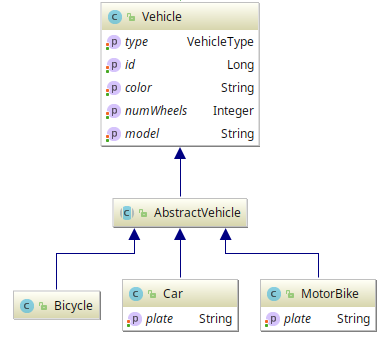 C Vehicle
p type VehicleType
p id Long
p color String
p numWheels Integer
p model String
C AbstractVehicle
C Bicycle
C Car
p plate String
C MotorBike
p plate String